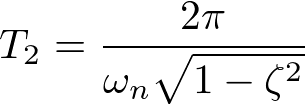 T_2 = \frac{2\pi}{\omega_n \sqrt{1 - \zeta^2}}